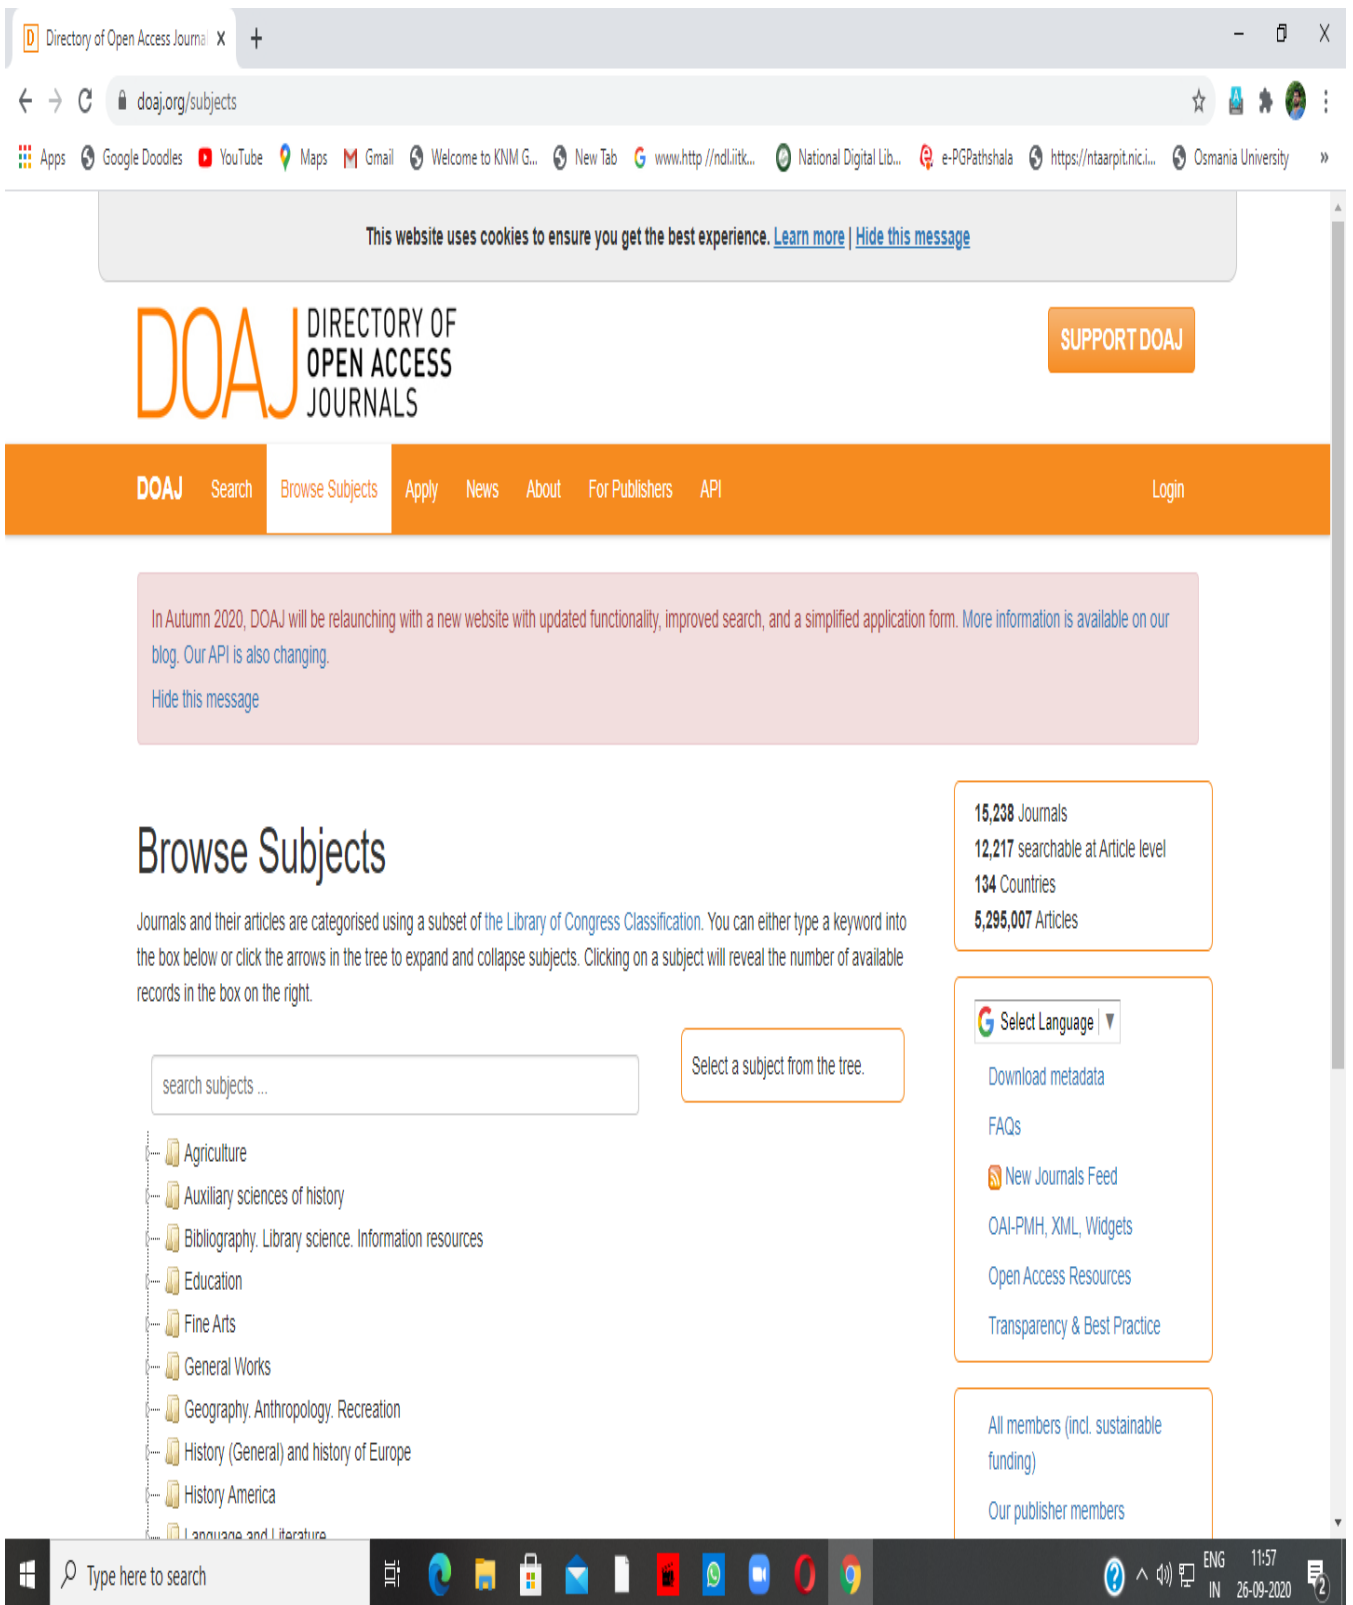 Directory of Open Access Journal
doaj.org/subjects
Apps Google Doodles YouTube Maps Gmail Welcome to KNM G... New Tab www.http //ndl.iitk... National Digital Lib... e-PGPathshala https://ntaarpit.nic.i... Osmania University »
This website uses cookies to ensure you get the best experience. Learn more | Hide this message
DOAJ
DIRECTORY OF
OPEN ACCESS
JOURNALS
SUPPORT DOAJ
DOAJ Search Browse Subjects Apply News About For Publishers API Login
In Autumn 2020, DOAJ will be relaunching with a new website with updated functionality, improved search, and a simplified application form. More information is available on our
blog. Our API is also changing.
Hide this message
Browse Subjects
Journals and their articles are categorised using a subset of the Library of Congress Classification. You can either type a keyword into
the box below or click the arrows in the tree to expand and collapse subjects. Clicking on a subject will reveal the number of available
records in the box on the right.
search subjects ...
Select a subject from the tree.
Agriculture
Auxiliary sciences of history
Bibliography. Library science. Information resources
Education
Fine Arts
General Works
Geography. Anthropology. Recreation
History (General) and history of Europe
History America
Language and Literature
15,238 Journals
12,217 searchable at Article level
134 Countries
5,295,007 Articles
Select Language
Download metadata
FAQs
New Journals Feed
OAI-PMH, XML, Widgets
Open Access Resources
Transparency & Best Practice
All members (incl. sustainable
funding)
Our publisher members
Type here to search
ENG 11:57
IN 26-09-2020
2